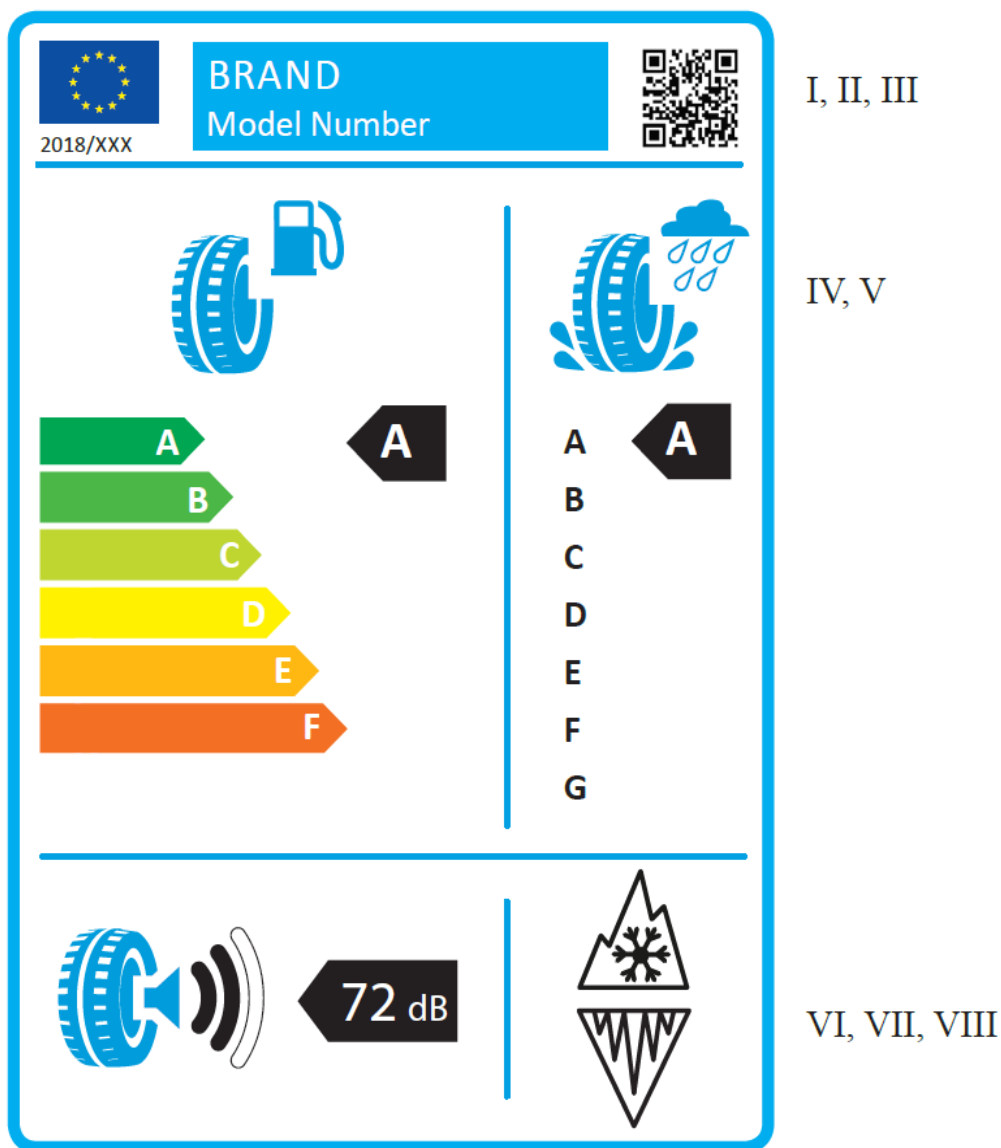 BRAND
Model Number
2018/XXX
I, II, III
IV, V
A
A
B
C
D
E
F
A
A
B
C
D
E
F
G
72 dB
VI, VII, VIII